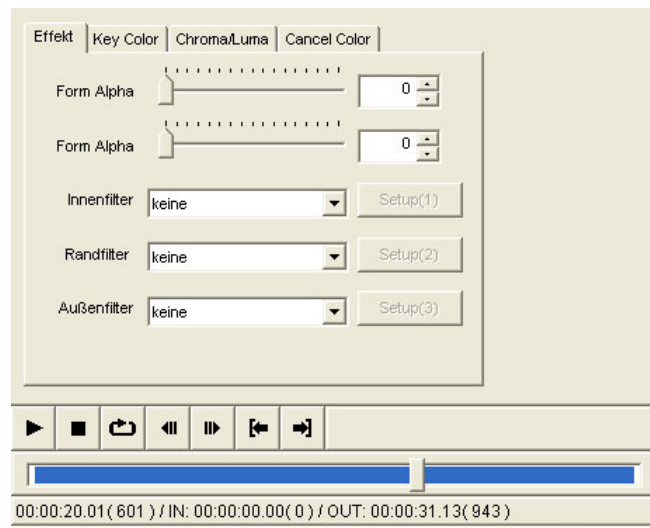 Effekt Key Color Chroma/Luma Cancel Color
Form Alpha 0
Form Alpha 0
Innenfilter keine Setup(1)
Randfilter keine Setup(2)
Außenfilter keine Setup(3)
00:00:20.01( 601 ) / IN: 00:00:00.00( 0 ) / OUT: 00:00:31.13( 943 )